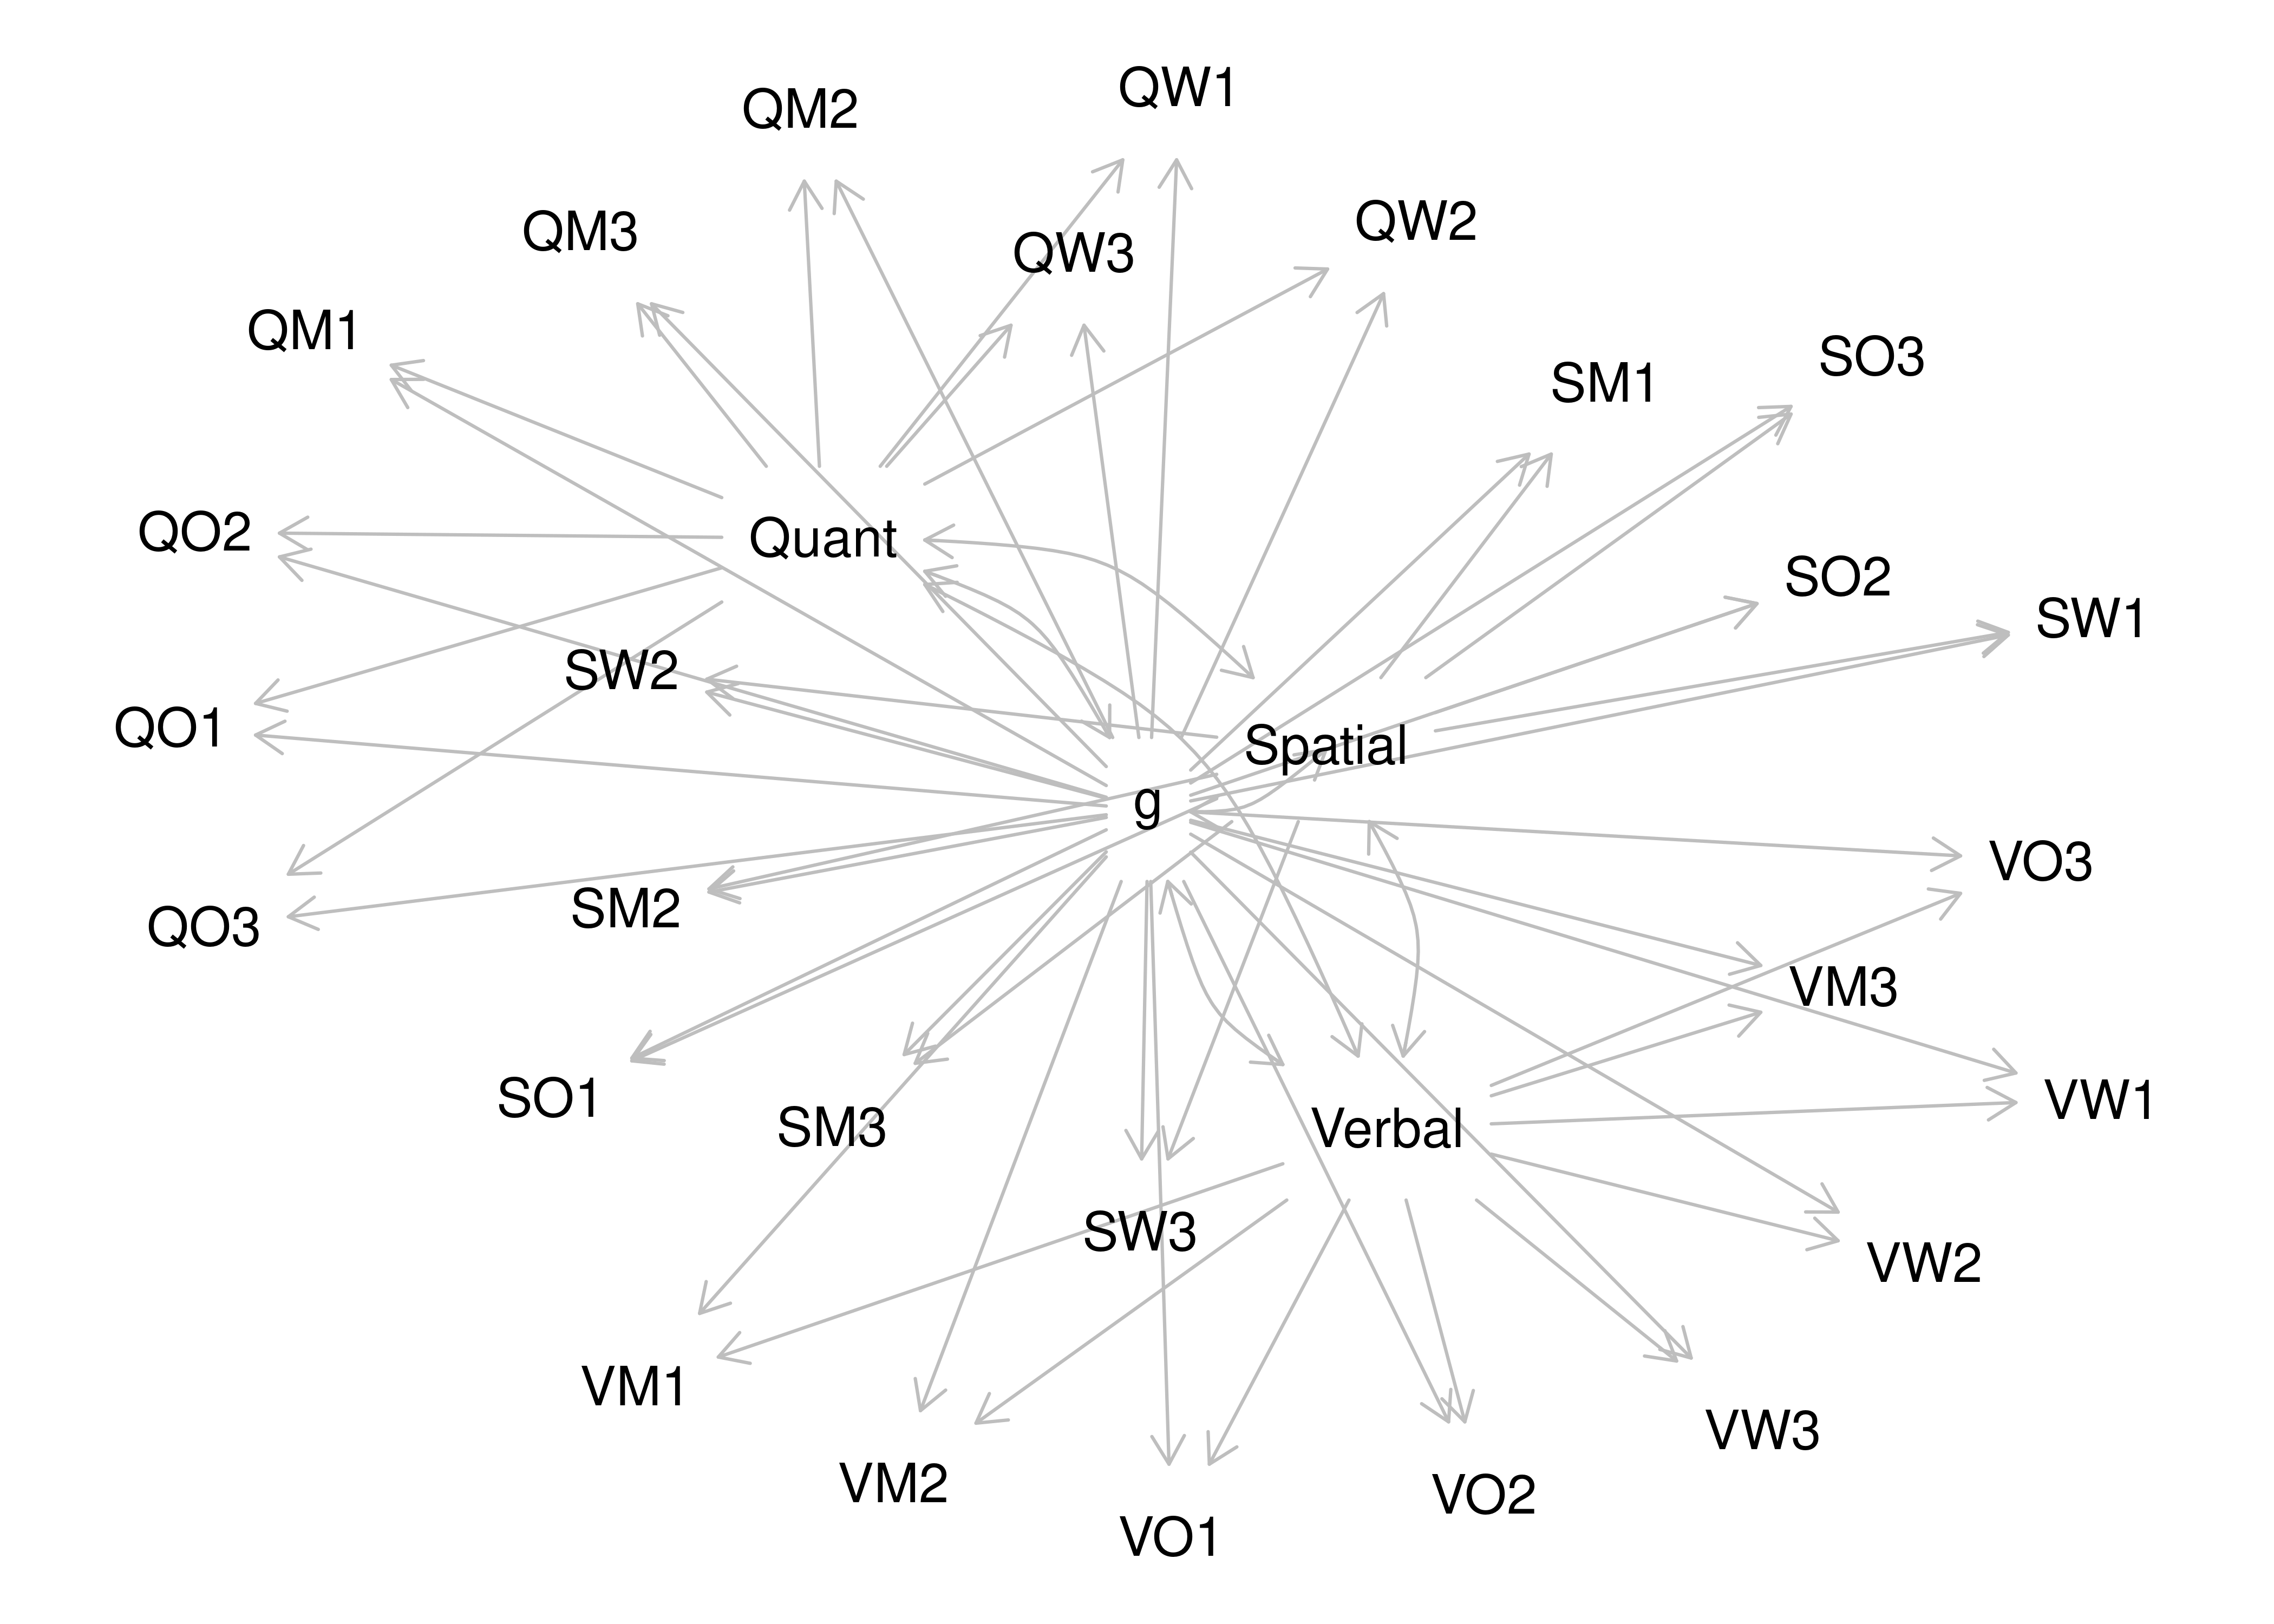 QW1
QM2
QW2
QM3
QW3
QM1
SO3
SM1
QO2
Quant
SO2
SW1
SW2
QO1
Spatial
g
VO3
SM2
QO3
VM3
SO1
VW1
SM3
Verbal
SW3
VW2
VM1
VW3
VM2
VO2
VO1